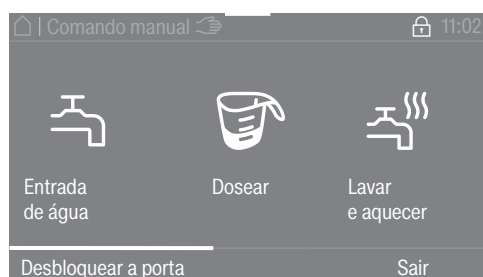 | Comando manual 11:02
Entrada
de água
Dosear
Lavar
e aquecer
Desbloquear a porta Sair